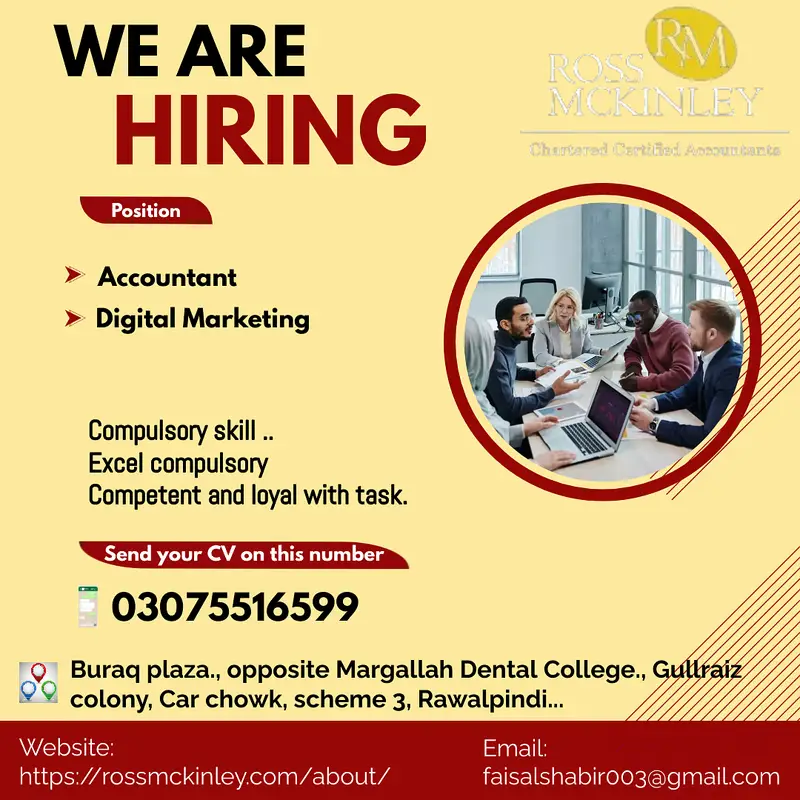 WE ARE
HIRING
RM
ROSS
MCKINLEY
Chartered Certified Accountants
Position
Accountant
Digital Marketing
Compulsory skill ..
Excel compulsory
Competent and loyal with task.
Send your CV on this number
03075516599
Buraq plaza., opposite Margallah Dental College., Gullraiz
colony, Car chowk, scheme 3, Rawalpindi...
Website:
https://rossmckinley.com/about/
Email:
faisalshabir003@gmail.com